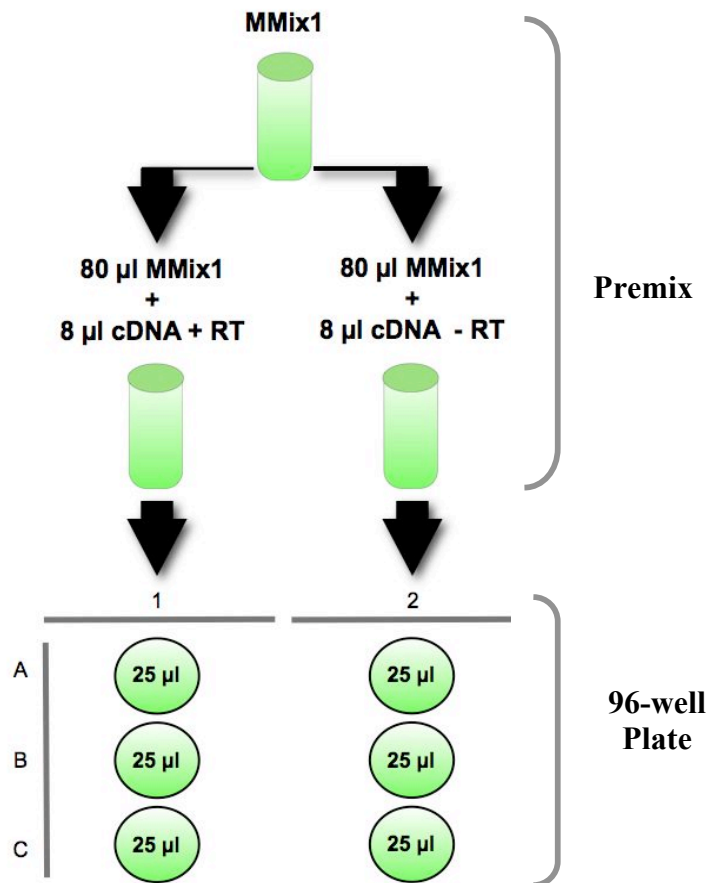 MMix1
80 µl MMix1
+
8 µl cDNA + RT
80 µl MMix1
+
8 µl cDNA - RT
Premix
1
2
A
25 µl
25 µl
B
25 µl
25 µl
C
25 µl
25 µl
96-well
Plate